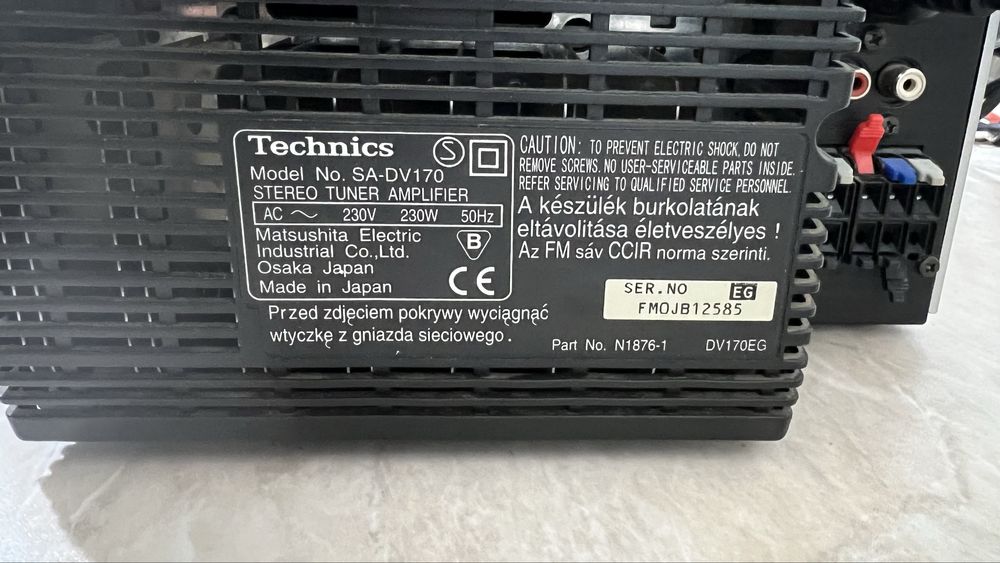 Technics S
Model No. SA-DV170
STEREO TUNER AMPLIFIER
AC 230V 230W 50Hz
Matsushita Electric
Industrial Co.,Ltd.
Osaka Japan
Made in Japan
B
CE
CAUTION: TO PREVENT ELECTRIC SHOCK, DO NOT
REMOVE SCREWS. NO USER-SERVICEABLE PARTS INSIDE.
REFER SERVICING TO QUALIFIED SERVICE PERSONNEL.
A készülék burkolatának
eltávolitása életveszélyes !
Az FM sáv CCIR norma szerinti.
Przed zdjęciem pokrywy wyciągnąć
wtyczkę z gniazda sieciowego.
SER.NO EG
FMOJB12585
Part No. N1876-1 DV170EG